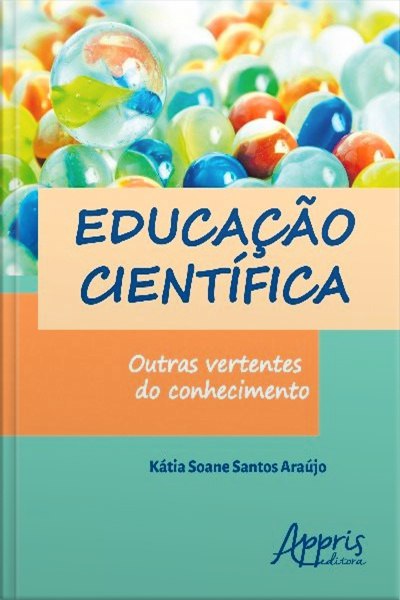 EDUCAÇÃO
CIENTÍFICA
Outras vertentes
do conhecimento
Kátia Soane Santos Araújo
Appris
editora